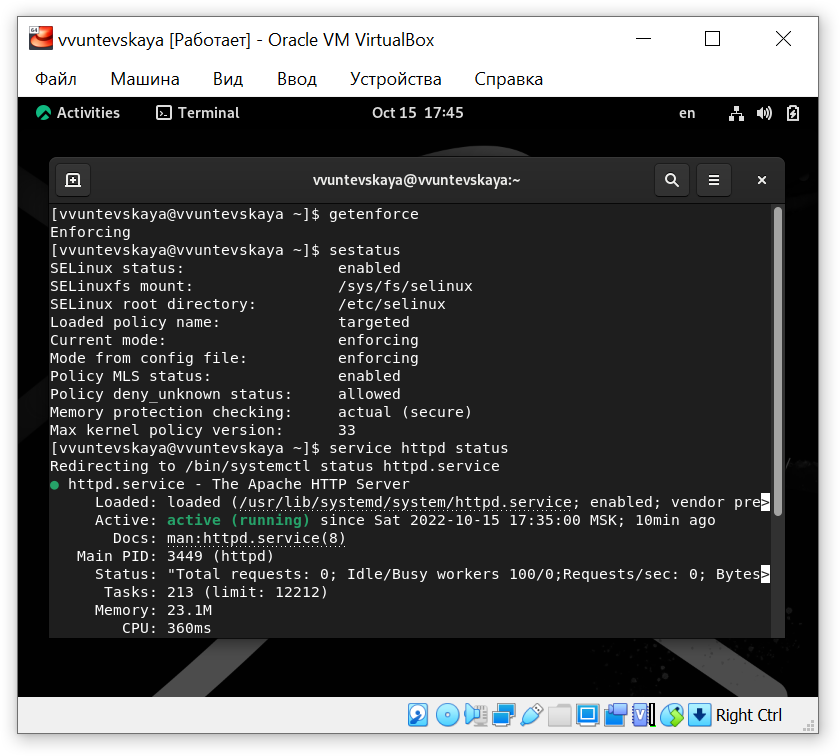 64
vvuntevskaya [Работает] - Oracle VM VirtualBox
Файл Машина Вид Ввод Устройства Справка
Activities Terminal Oct 15 17:45 en
vvuntevskaya@vvuntevskaya:~
[vvuntevskaya@vvuntevskaya ~]$ getenforce
Enforcing
[vvuntevskaya@vvuntevskaya ~]$ sestatus
SELinux status: enabled
SELinuxfs mount: /sys/fs/selinux
SELinux root directory: /etc/selinux
Loaded policy name: targeted
Current mode: enforcing
Mode from config file: enforcing
Policy MLS status: enabled
Policy deny_unknown status: allowed
Memory protection checking: actual (secure)
Max kernel policy version: 33
[vvuntevskaya@vvuntevskaya ~]$ service httpd status
Redirecting to /bin/systemctl status httpd.service
● httpd.service - The Apache HTTP Server
Loaded: loaded (/usr/lib/systemd/system/httpd.service; enabled; vendor pre>
Active: active (running) since Sat 2022-10-15 17:35:00 MSK; 10min ago
Docs: man:httpd.service(8)
Main PID: 3449 (httpd)
Status: "Total requests: 0; Idle/Busy workers 100/0;Requests/sec: 0; Bytes>
Tasks: 213 (limit: 12212)
Memory: 23.1M
CPU: 360ms
Right Ctrl